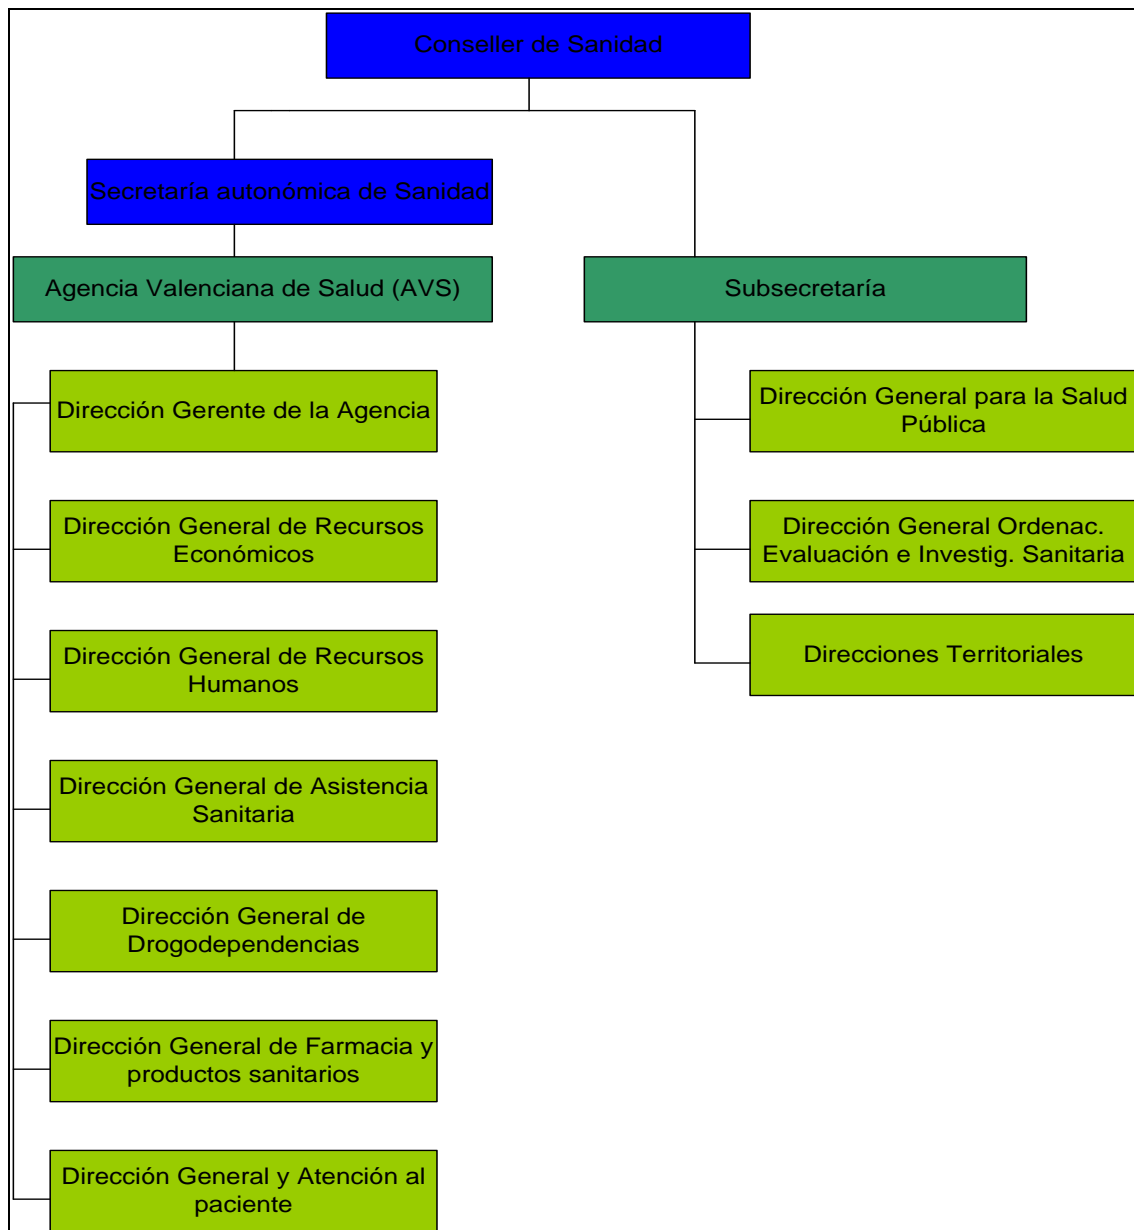 Conseller de Sanidad
Secretaría autonómica de Sanidad
Agencia Valenciana de Salud (AVS)
Subsecretaría
Dirección Gerente de la Agencia
Dirección General para la Salud
Pública
Dirección General de Recursos
Económicos
Dirección General Ordenac.
Evaluación e Investig. Sanitaria
Dirección General de Recursos
Humanos
Direcciones Territoriales
Dirección General de Asistencia
Sanitaria
Dirección General de
Drogodependencias
Dirección General de Farmacia y
productos sanitarios
Dirección General y Atención al
paciente